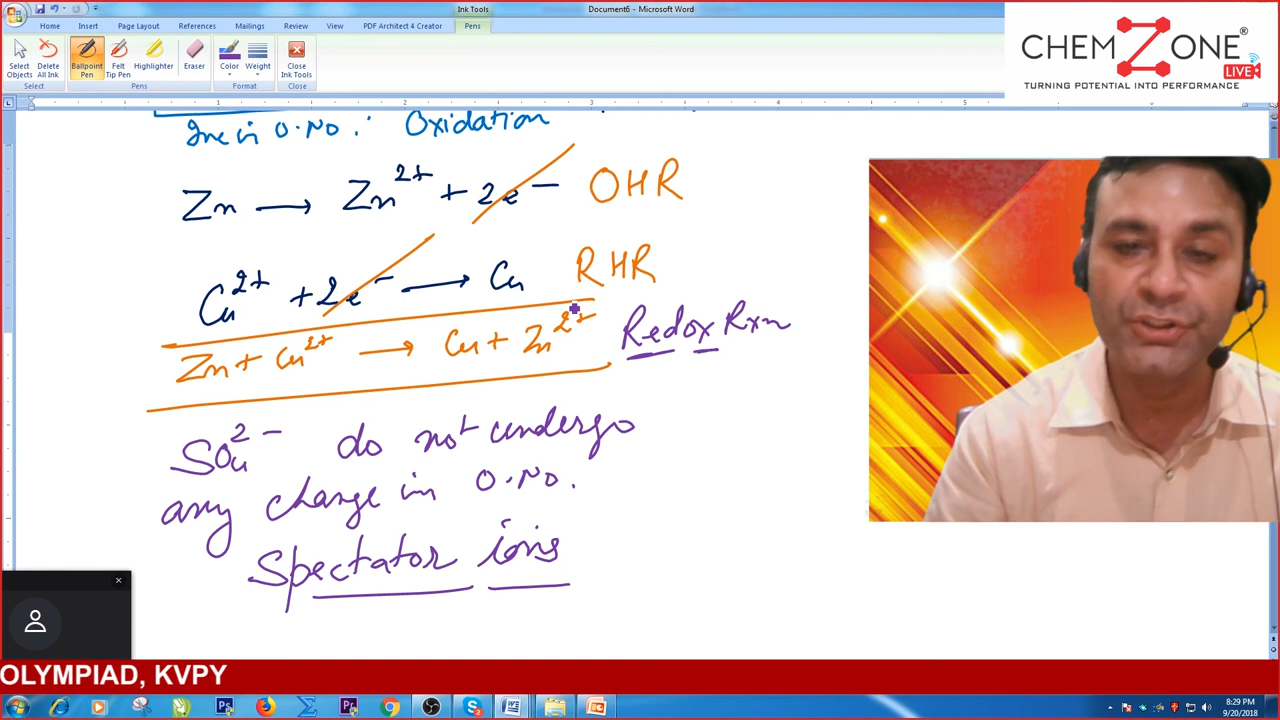 Ink Tools
Document6 - Microsoft Word
Home Insert Page Layout References Mailings Review View PDF Architect 4 Creator Pens
Select Objects
Delete All Ink
Ballpoint Pen
Felt Tip Pen
Highlighter
Eraser
Color
Weight
Close Ink Tools
Select Pens Format Close
CHEMZONE
LIVE
TURNING POTENTIAL INTO PERFORMANCE
1 2 3 5
Inc in O.NO. : Oxidation
Zn → Zn²⁺ + 2e⁻ OHR
Cu²⁺ + 2e⁻ → Cu RHR
Zn + Cu²⁺ → Cu + Zn²⁺ Redox Rxn
SO₄²⁻ do not undergo
any change in O.NO.
Spectator ions
OLYMPIAD, KVPY
8:29 PM
9/20/2018